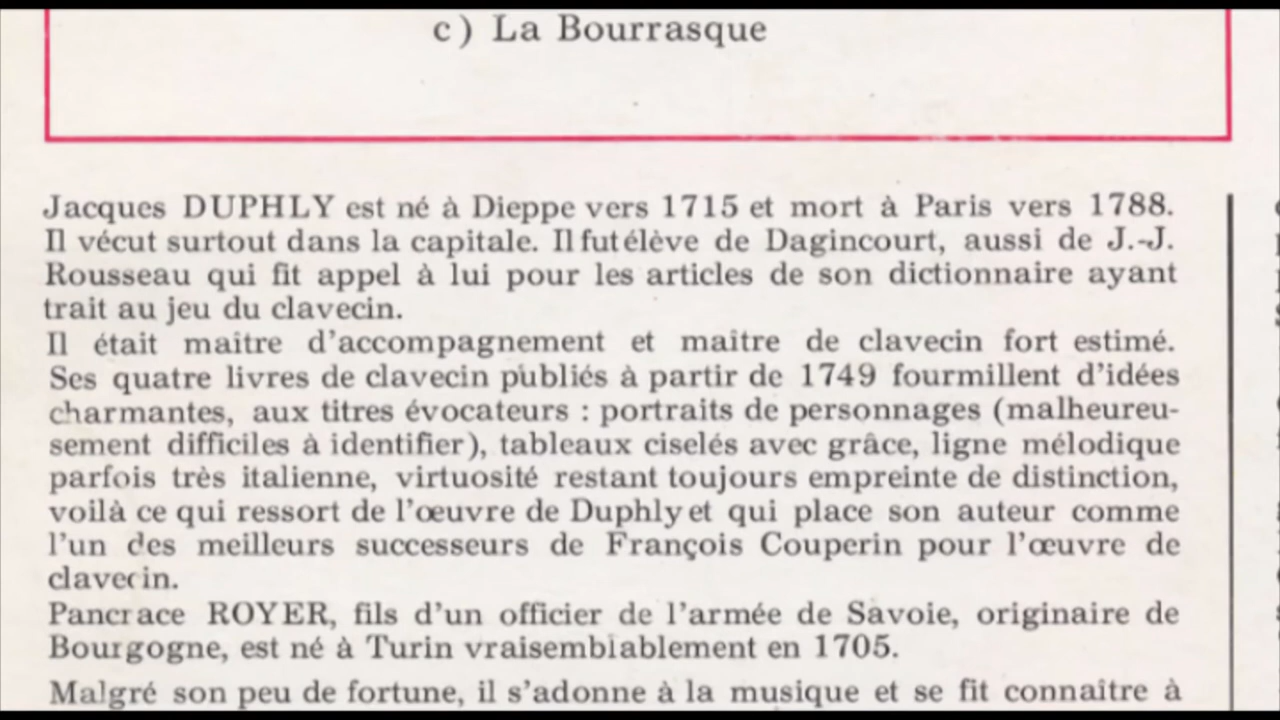 c) La Bourrasque
Jacques DUPHLY est né à Dieppe vers 1715 et mort à Paris vers 1788.
Il vécut surtout dans la capitale. Il fut élève de Dagincourt, aussi de J.-J.
Rousseau qui fit appel à lui pour les articles de son dictionnaire ayant
trait au jeu du clavecin.
Il était maître d'accompagnement et maître de clavecin fort estimé.
Ses quatre livres de clavecin publiés à partir de 1749 fourmillent d'idées
charmantes, aux titres évocateurs : portraits de personnages (malheureu-
sement difficiles à identifier), tableaux ciselés avec grâce, ligne mélodique
parfois très italienne, virtuosité restant toujours empreinte de distinction,
voilà ce qui ressort de l'œuvre de Duphly et qui place son auteur comme
l'un des meilleurs successeurs de François Couperin pour l'œuvre de
clavecin.
Pancrace ROYER, fils d'un officier de l'armée de Savoie, originaire de
Bourgogne, est né à Turin vraisemblablement en 1705.
Malgré son peu de fortune, il s'adonne à la musique et se fit connaître à